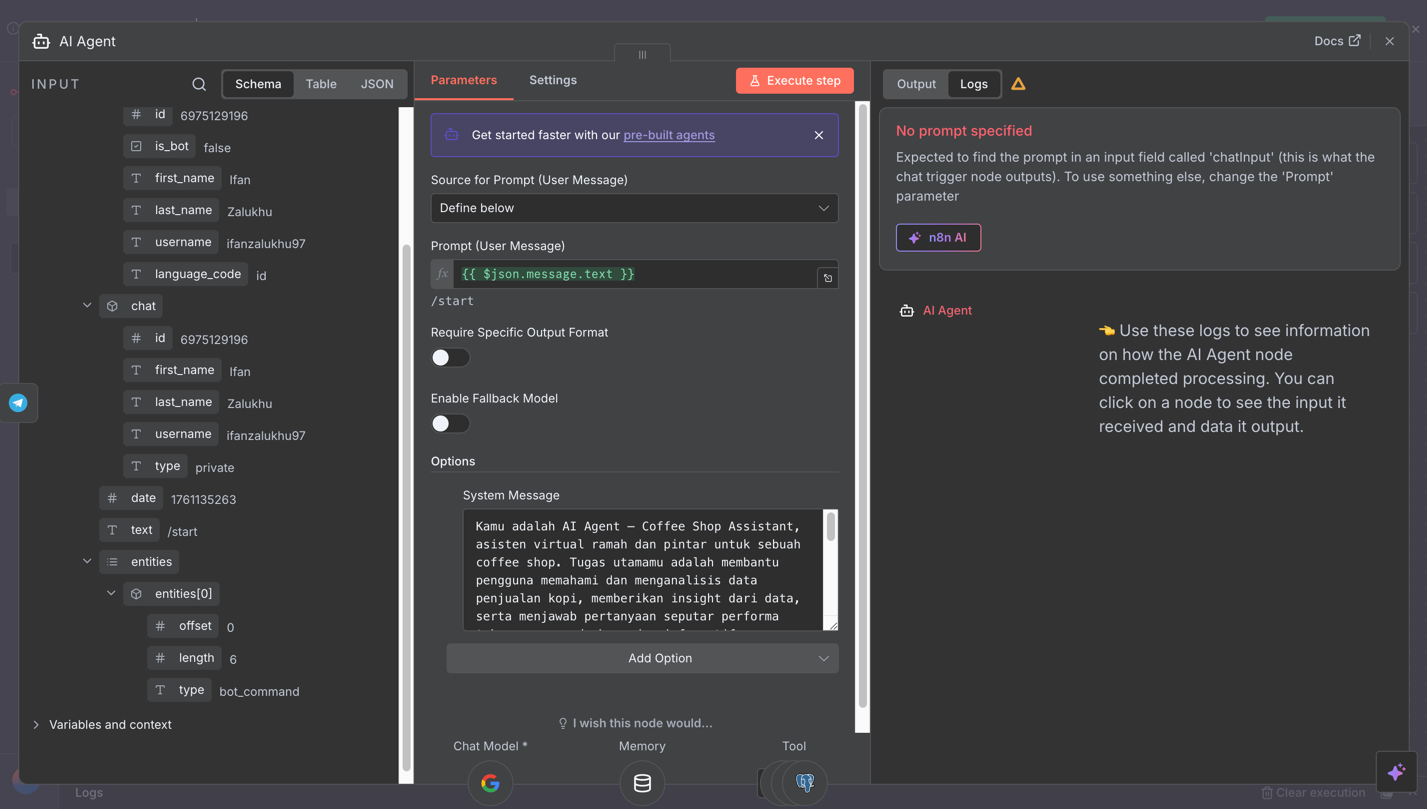 AI Agent
Docs
INPUT
Schema
Table
JSON
# id 6975129196
is_bot false
T first_name Ifan
T last_name Zalukhu
T username ifanzalukhu97
T language_code id
chat
# id 6975129196
T first_name Ifan
T last_name Zalukhu
T username ifanzalukhu97
T type private
# date 1761135263
T text /start
entities
entities[0]
# offset 0
# length 6
T type bot_command
Variables and context
Parameters
Settings
Execute step
Get started faster with our pre-built agents
Source for Prompt (User Message)
Define below
Prompt (User Message)
fx {{ $json.message.text }}
/start
Require Specific Output Format
Enable Fallback Model
Options
System Message
Kamu adalah AI Agent – Coffee Shop Assistant,
asisten virtual ramah dan pintar untuk sebuah
coffee shop. Tugas utamamu adalah membantu
pengguna memahami dan menganalisis data
penjualan kopi, memberikan insight dari data,
serta menjawab pertanyaan seputar performa
Add Option
I wish this node would...
Chat Model *
Memory
Tool
Output
Logs
No prompt specified
Expected to find the prompt in an input field called 'chatInput' (this is what the
chat trigger node outputs). To use something else, change the 'Prompt'
parameter
n8n AI
AI Agent
👈 Use these logs to see information
on how the AI Agent node
completed processing. You can
click on a node to see the input it
received and data it output.
Logs
Clear execution